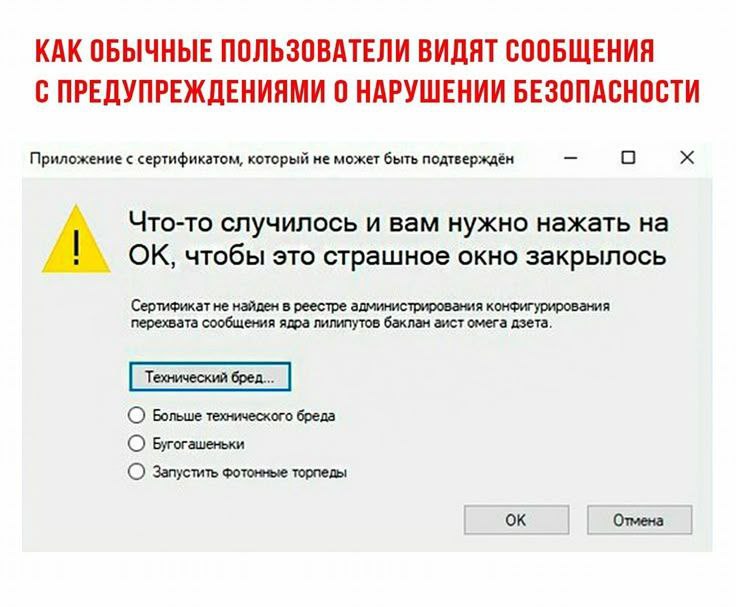 КАК ОБЫЧНЫЕ ПОЛЬЗОВАТЕЛИ ВИДЯТ СООБЩЕНИЯ
С ПРЕДУПРЕЖДЕНИЯМИ О НАРУШЕНИИ БЕЗОПАСНОСТИ
Приложение с сертификатом, который не может быть подтверждён
Что-то случилось и вам нужно нажать на
ОК, чтобы это страшное окно закрылось
Сертификат не найден в реестре администрирования конфигурирования
перехвата сообщения ядра лилипутов баклан аист омега дзета.
Технический бред...
Больше технического бреда
Бугогашеньки
Запустить фотонные торпеды
ОК
Отмена